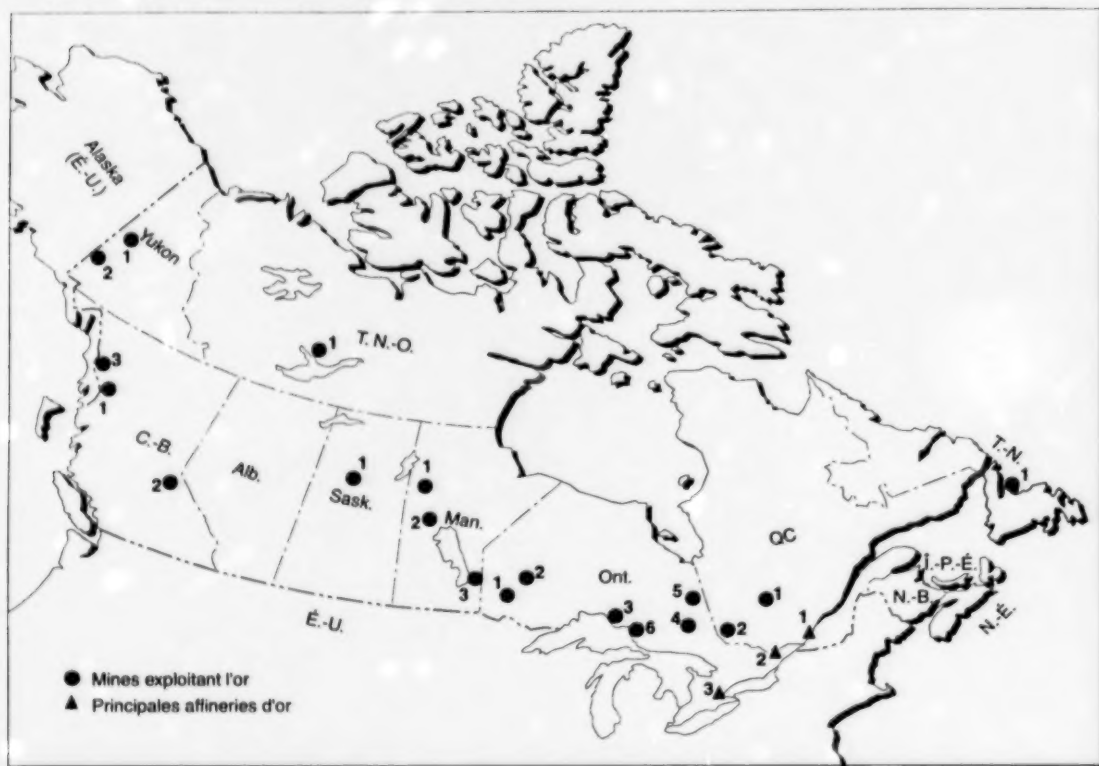 Alaska
(É.-U.)
Yukon
1
2
T. N.-O.
1
3
1
C.-B.
2
Alb.
1
Sask.
1
2
Man.
3
T.-N.
1
QC
Î.-P.-É.
N.-B.
N.-É.
Ont.
1
2
3
6
5
4
1
2
1
2
3
É.-U.
Mines exploitant l'or
Principales affineries d'or